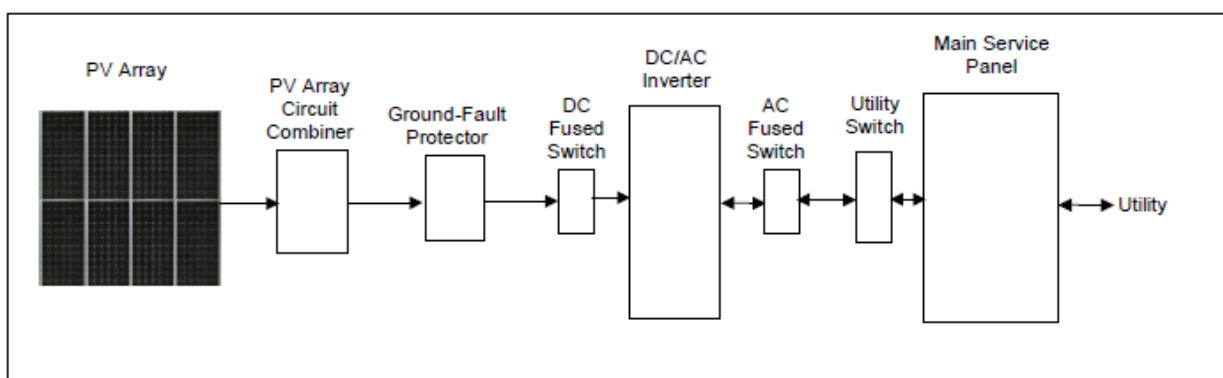 PV Array
PV Array
Circuit
Combiner
Ground-Fault
Protector
DC
Fused
Switch
DC/AC
Inverter
AC
Fused
Switch
Utility
Switch
Main Service
Panel
Utility